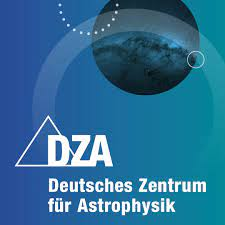 DZA
Deutsches Zentrum
für Astrophysik